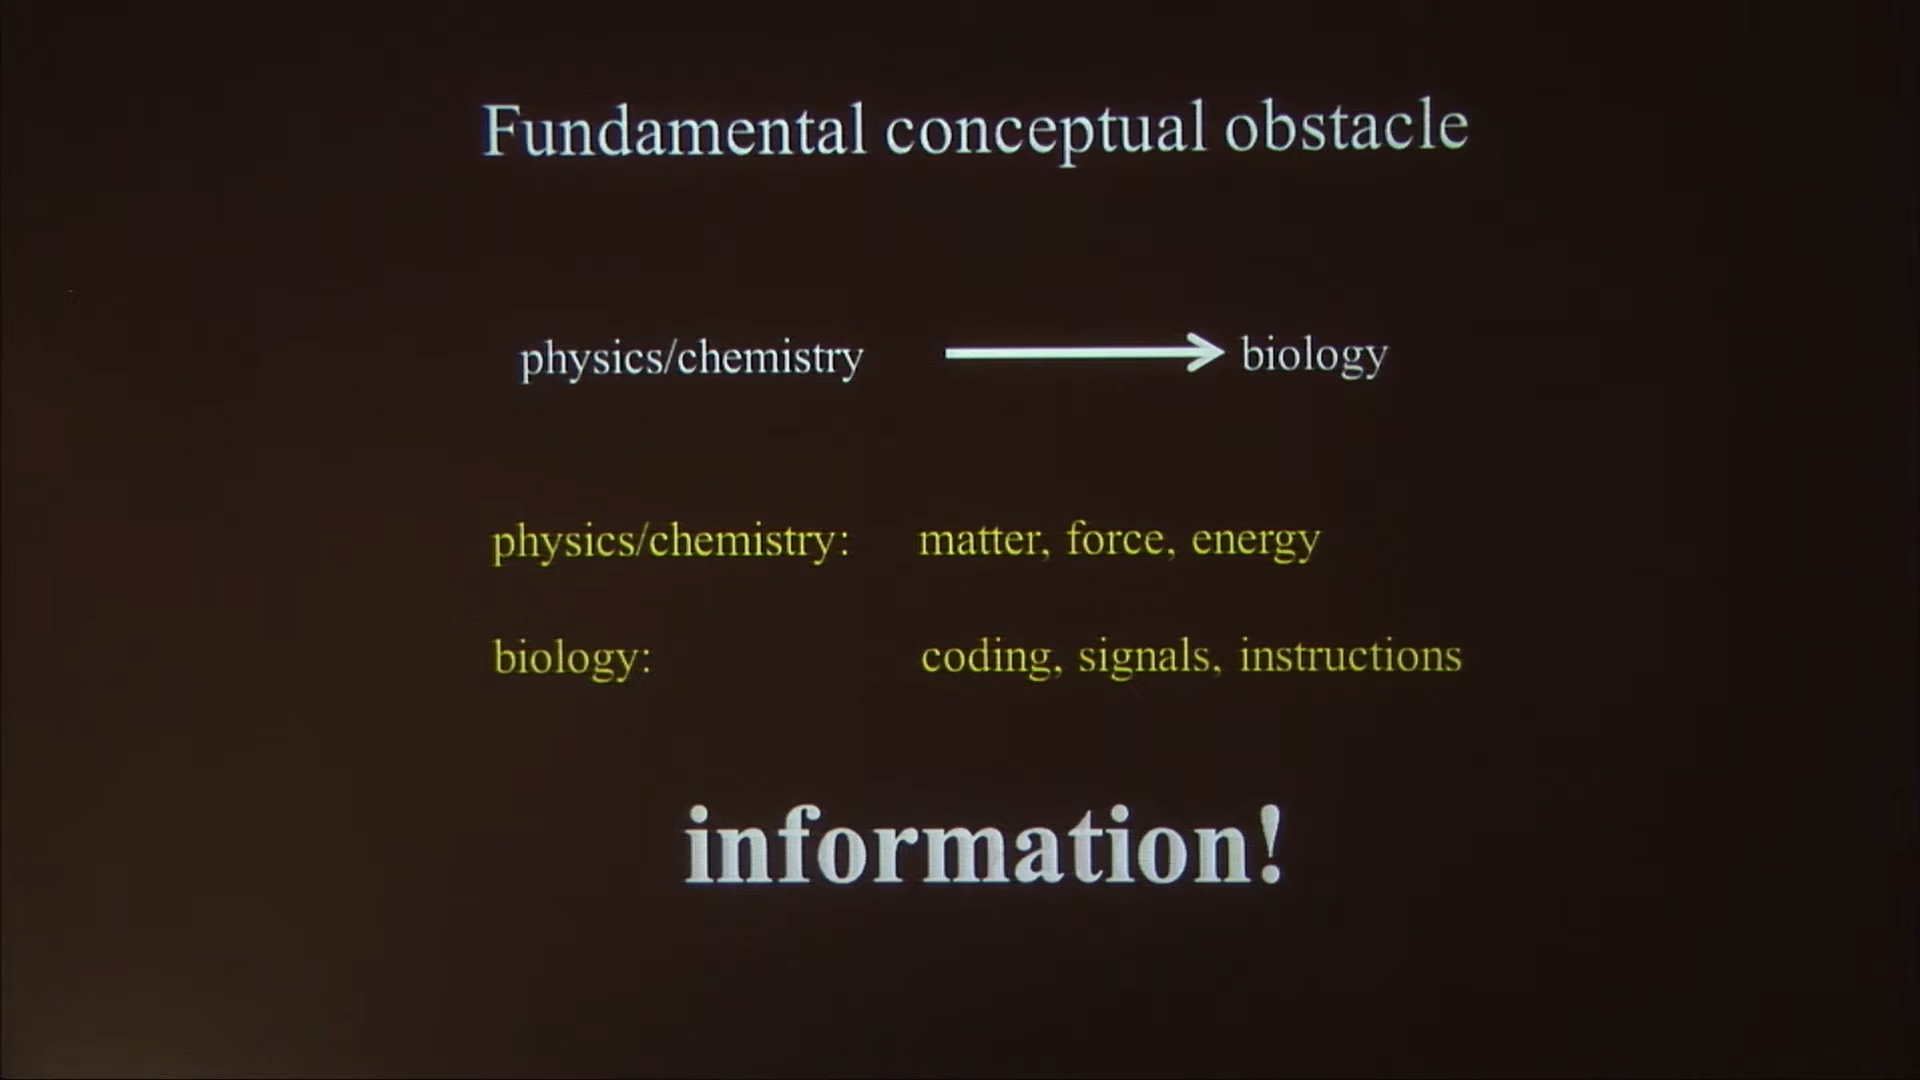 Fundamental conceptual obstacle
physics/chemistry biology
physics/chemistry: matter, force, energy
biology: coding, signals, instructions
information!